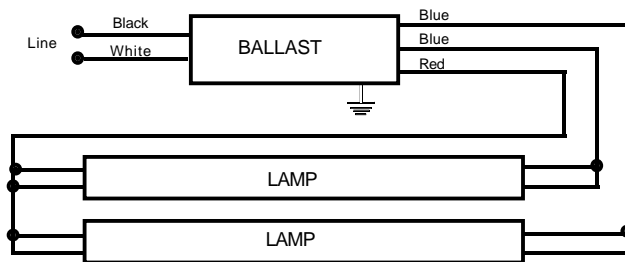 Black
Blue
Line
BALLAST
Blue
White
Red
LAMP
LAMP